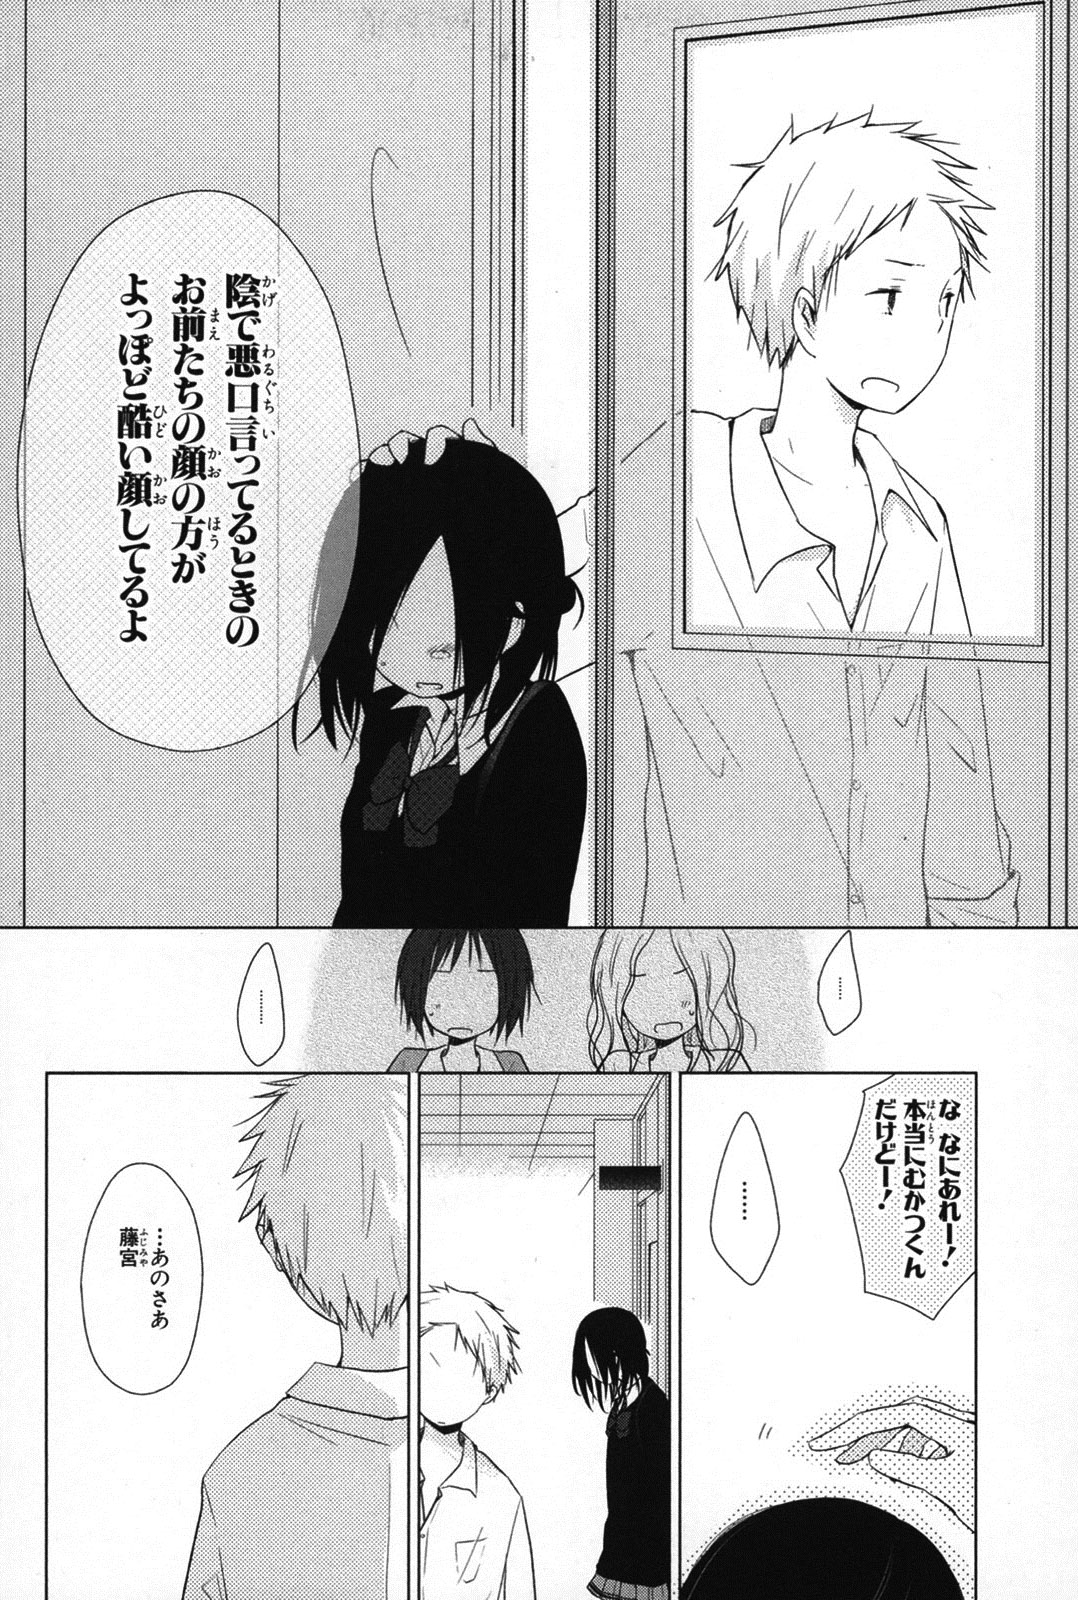 陰で悪口言ってるときの
お前たちの顔の方が
よっぽど酷い顔してるよ
………
………
な なにあれー！
本当にむかつくん
だけどー！
……
…あのさあ
藤宮